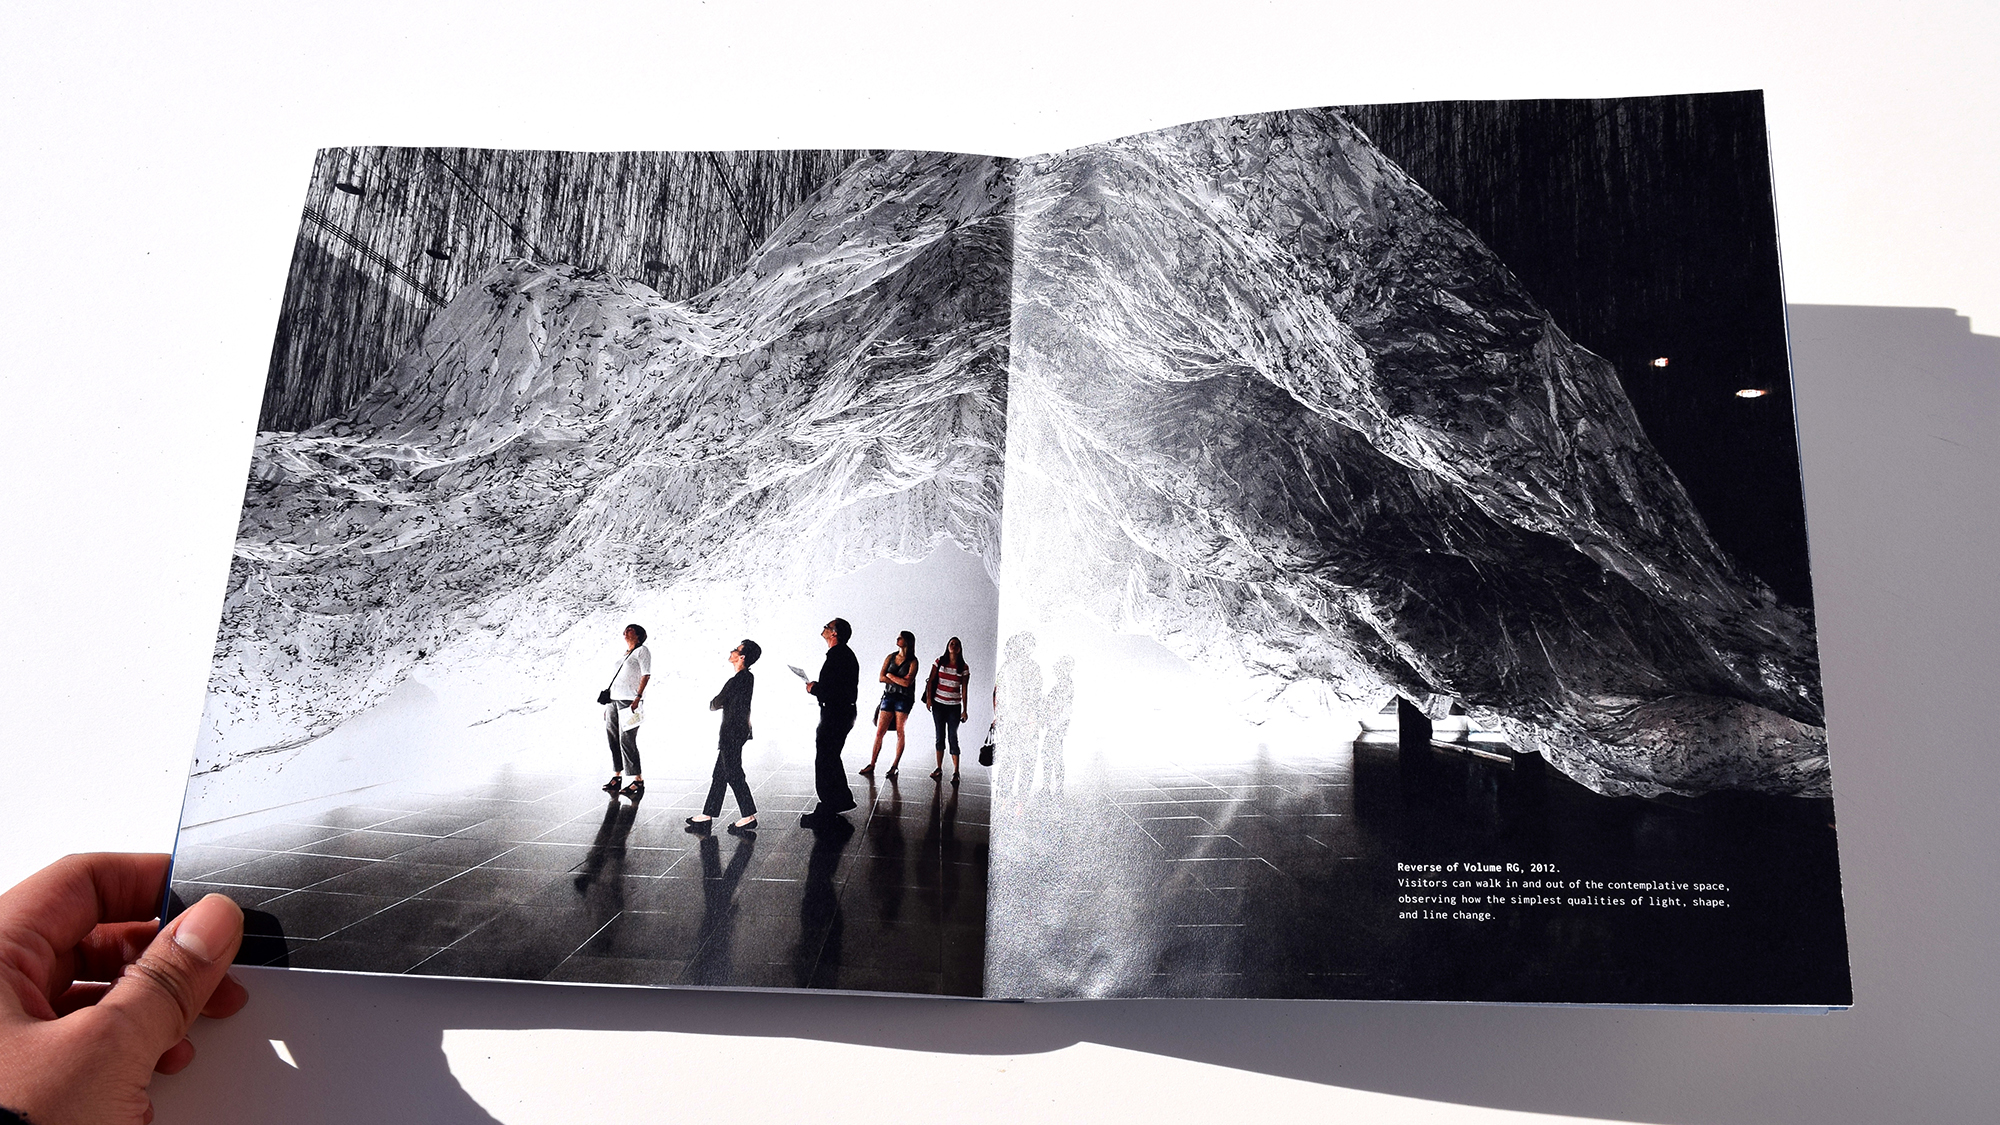 Reverse of Volume RG, 2012.
Visitors can walk in and out of the contemplative space,
observing how the simplest qualities of light, shape,
and line change.